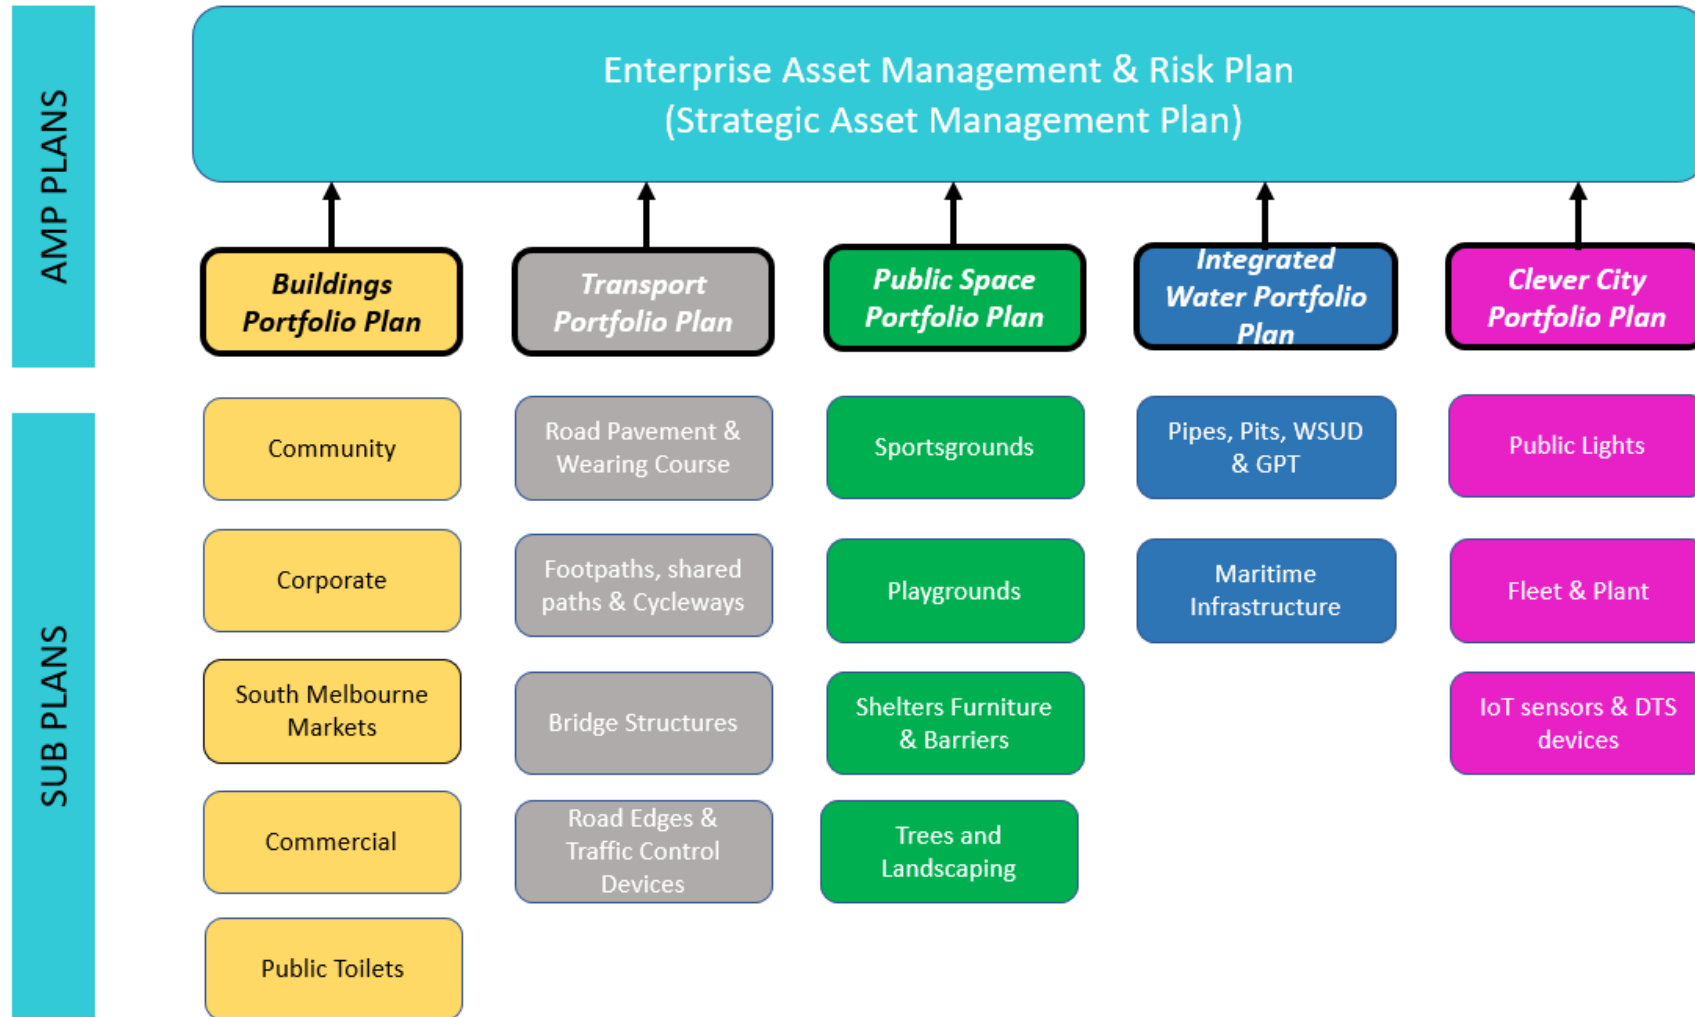 AMP PLANS
Enterprise Asset Management & Risk Plan
(Strategic Asset Management Plan)
Buildings
Portfolio Plan
Transport
Portfolio Plan
Public Space
Portfolio Plan
Integrated
Water Portfolio
Plan
Clever City
Portfolio Plan
SUB PLANS
Community
Road Pavement &
Wearing Course
Sportsgrounds
Pipes, Pits, WSUD
& GPT
Public Lights
Corporate
Footpaths, shared
paths & Cycleways
Playgrounds
Maritime
Infrastructure
Fleet & Plant
South Melbourne
Markets
Bridge Structures
Shelters Furniture
& Barriers
IoT sensors & DTS
devices
Commercial
Road Edges &
Traffic Control
Devices
Trees and
Landscaping
Public Toilets